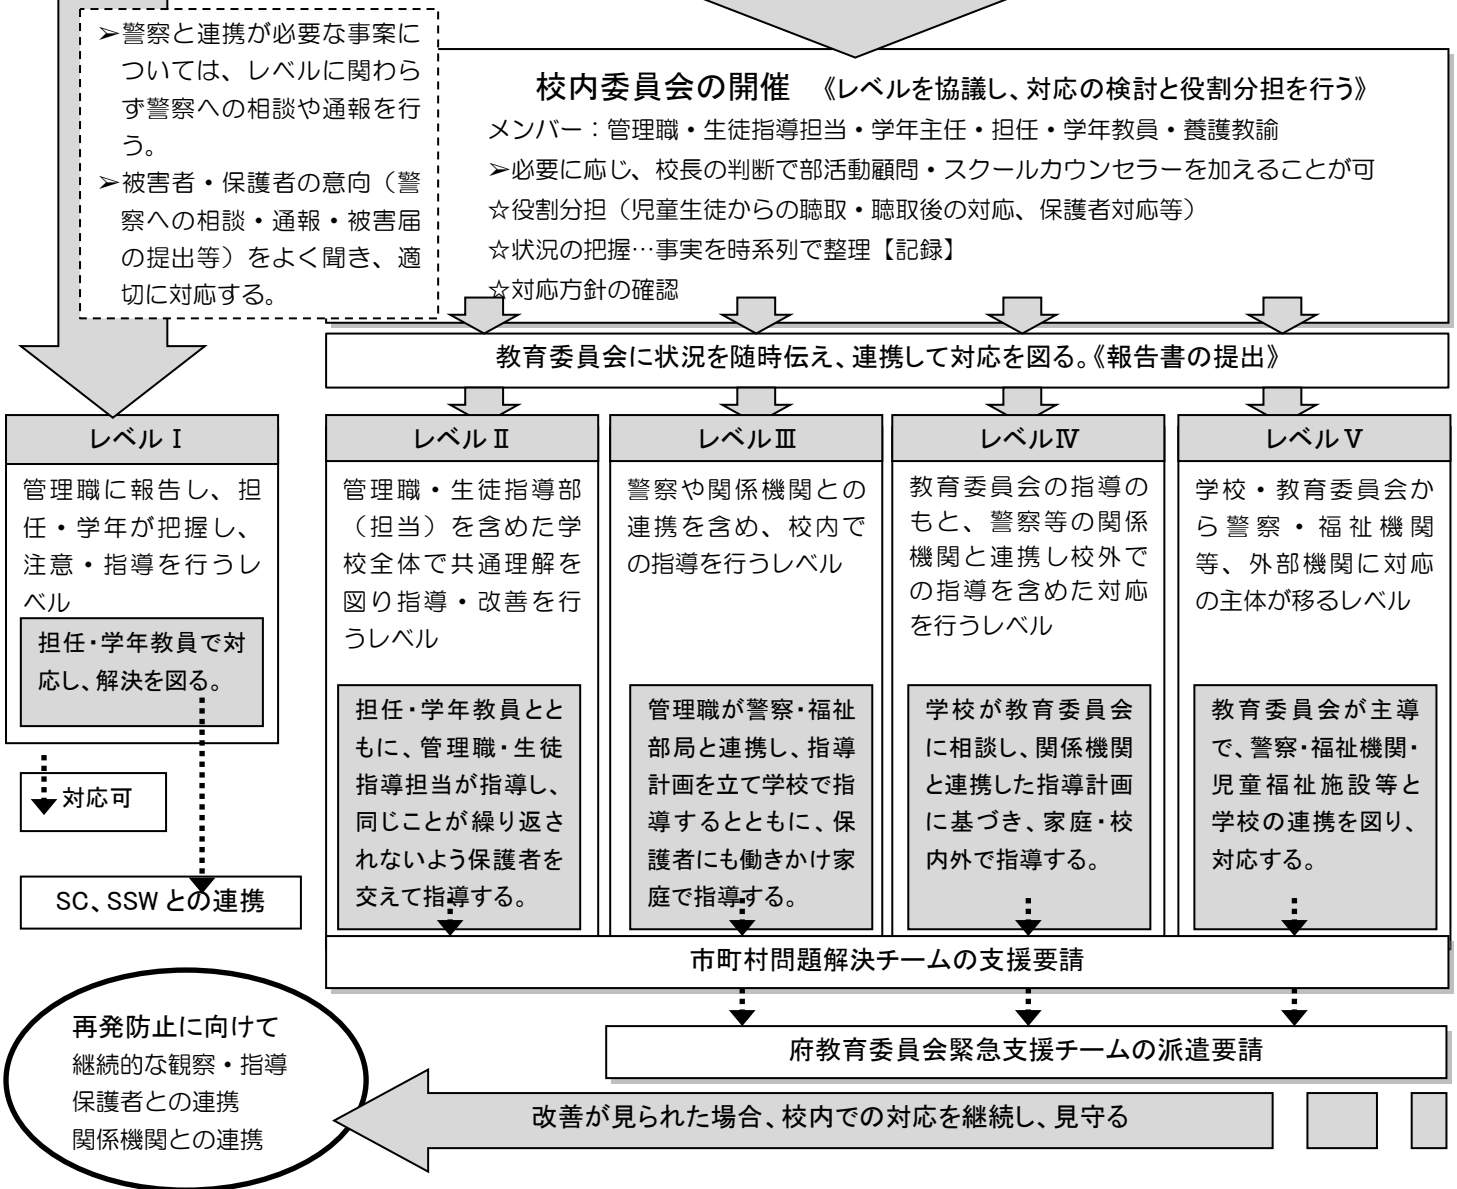 ➢警察と連携が必要な事案に
ついては、レベルに関わら
ず警察への相談や通報を行
う。
➢被害者・保護者の意向（警
察への相談・通報・被害届
の提出等）をよく聞き、適
切に対応する。
校内委員会の開催　《レベルを協議し、対応の検討と役割分担を行う》
メンバー：管理職・生徒指導担当・学年主任・担任・学年教員・養護教諭
➢必要に応じ、校長の判断で部活動顧問・スクールカウンセラーを加えることが可
☆役割分担（児童生徒からの聴取・聴取後の対応、保護者対応等）
☆状況の把握…事実を時系列で整理【記録】
☆対応方針の確認
教育委員会に状況を随時伝え、連携して対応を図る。《報告書の提出》
レベルⅠ
管理職に報告し、担
任・学年が把握し、
注意・指導を行うレ
ベル
担任・学年教員で対
応し、解決を図る。
対応可
SC、SSWとの連携
レベルⅡ
管理職・生徒指導部
（担当）を含めた学
校全体で共通理解を
図り指導・改善を行
うレベル
担任・学年教員とと
もに、管理職・生徒
指導担当が指導し、
同じことが繰り返さ
れないよう保護者を
交えて指導する。
レベルⅢ
警察や関係機関との
連携を含め、校内で
の指導を行うレベル
管理職が警察・福祉
部局と連携し、指導
計画を立て学校で指
導するとともに、保
護者にも働きかけ家
庭で指導する。
レベルⅣ
教育委員会の指導の
もと、警察等の関係
機関と連携し校外で
の指導を含めた対応
を行うレベル
学校が教育委員会
に相談し、関係機関
と連携した指導計画
に基づき、家庭・校
内外で指導する。
レベルⅤ
学校・教育委員会か
ら警察・福祉機関
等、外部機関に対応
の主体が移るレベル
教育委員会が主導
で、警察・福祉機関・
児童福祉施設等と
学校の連携を図り、
対応する。
市町村問題解決チームの支援要請
府教育委員会緊急支援チームの派遣要請
改善が見られた場合、校内での対応を継続し、見守る
再発防止に向けて
継続的な観察・指導
保護者との連携
関係機関との連携